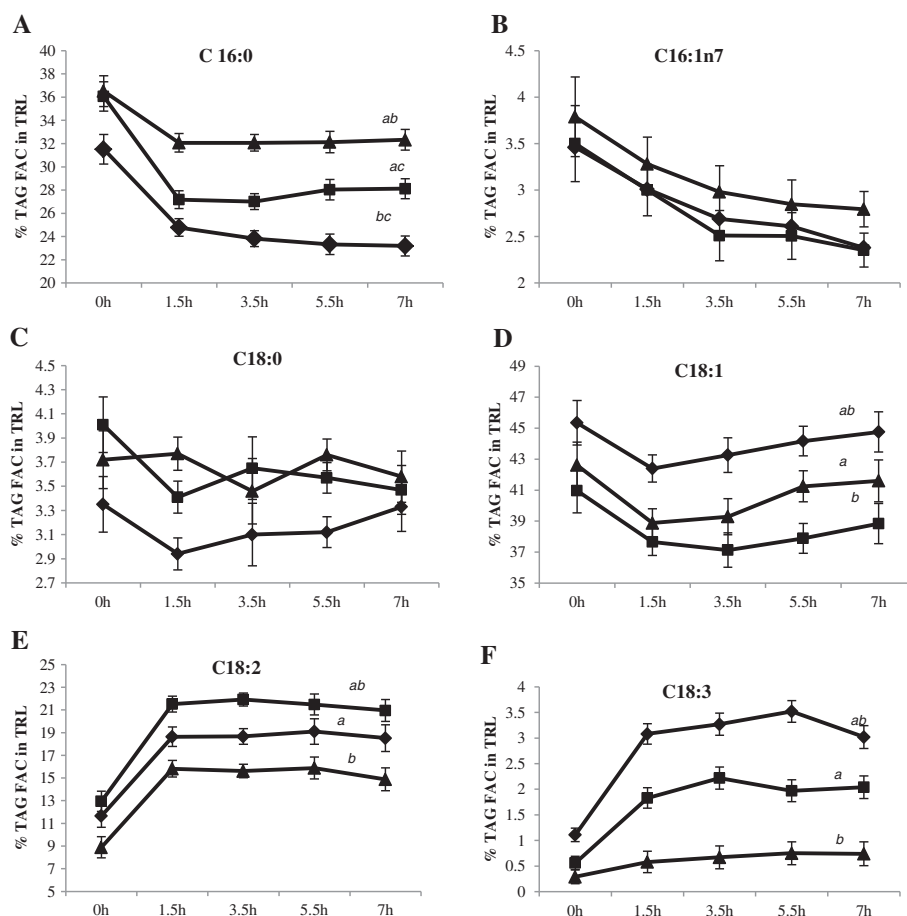 A
C 16:0
% TAG FAC in TRL
40
38
36
34
32
30
28
26
24
22
20
ab
ac
bc
0h 1.5h 3.5h 5.5h 7h
B
C16:1n7
% TAG FAC in TRL
4.5
4
3.5
3
2.5
2
0h 1.5h 3.5h 5.5h 7h
C
C18:0
% TAG FAC in TRL
4.5
4.3
4.1
3.9
3.7
3.5
3.3
3.1
2.9
2.7
0h 1.5h 3.5h 5.5h 7h
D
C18:1
% TAG FAC in TRL
49
47
45
43
41
39
37
35
ab
a
b
0h 1.5h 3.5h 5.5h 7h
E
C18:2
% TAG FAC in TRL
23
21
19
17
15
13
11
9
7
5
ab
a
b
0h 1.5h 3.5h 5.5h 7h
F
C18:3
% TAG FAC in TRL
4
3.5
3
2.5
2
1.5
1
0.5
0
ab
a
b
0h 1.5h 3.5h 5.5h 7h